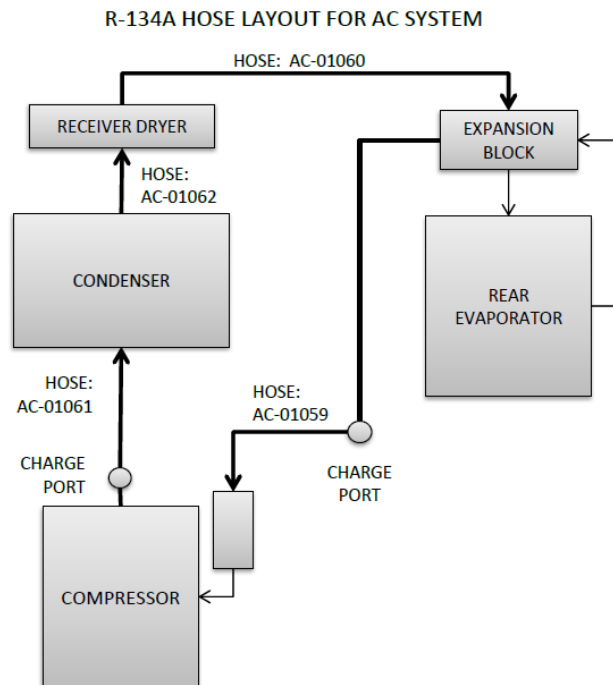 R-134A HOSE LAYOUT FOR AC SYSTEM
HOSE: AC-01060
RECEIVER DRYER
EXPANSION
BLOCK
HOSE:
AC-01062
CONDENSER
REAR
EVAPORATOR
HOSE:
AC-01061
HOSE:
AC-01059
CHARGE
PORT
CHARGE
PORT
COMPRESSOR